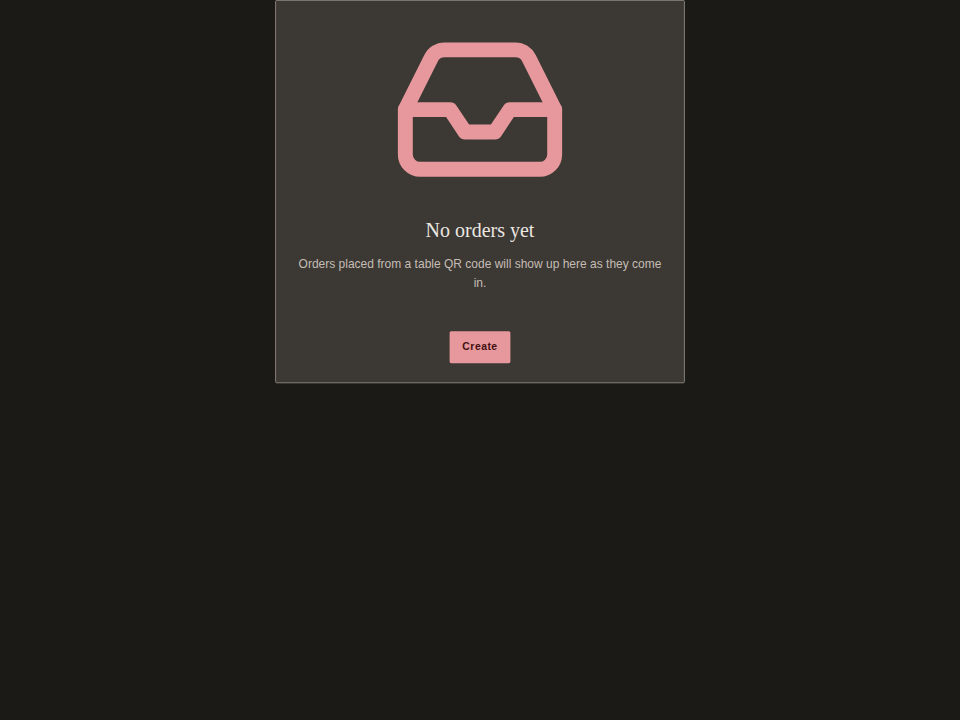 No orders yet
Orders placed from a table QR code will show up here as they come
in.
Create